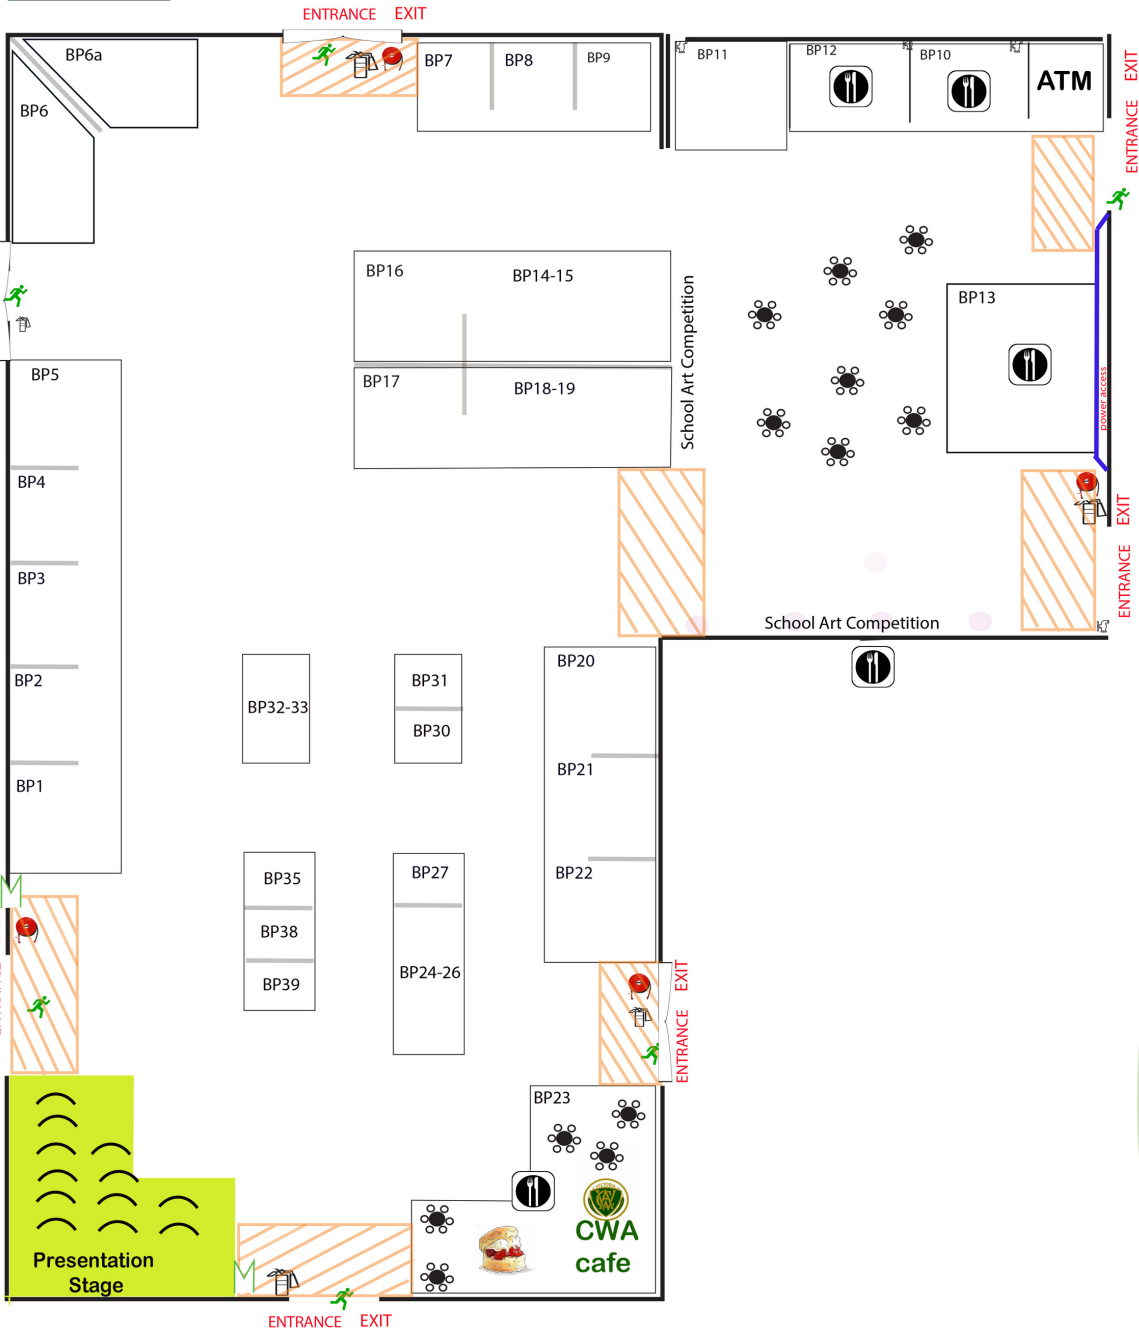 ENTRANCE EXIT
BP6a
BP6
BP7
BP8
BP9
BP11
BP12
BP10
ATM
EXIT
ENTRANCE
BP16
BP14-15
BP17
BP18-19
School Art Competition
BP13
power access
EXIT
ENTRANCE
School Art Competition
BP5
BP4
BP3
BP2
BP1
BP32-33
BP31
BP30
BP20
BP21
BP22
BP35
BP38
BP39
BP27
BP24-26
M
EXIT
ENTRANCE
BP23
VICTORIA
CWA
cafe
Presentation
Stage
M
ENTRANCE EXIT